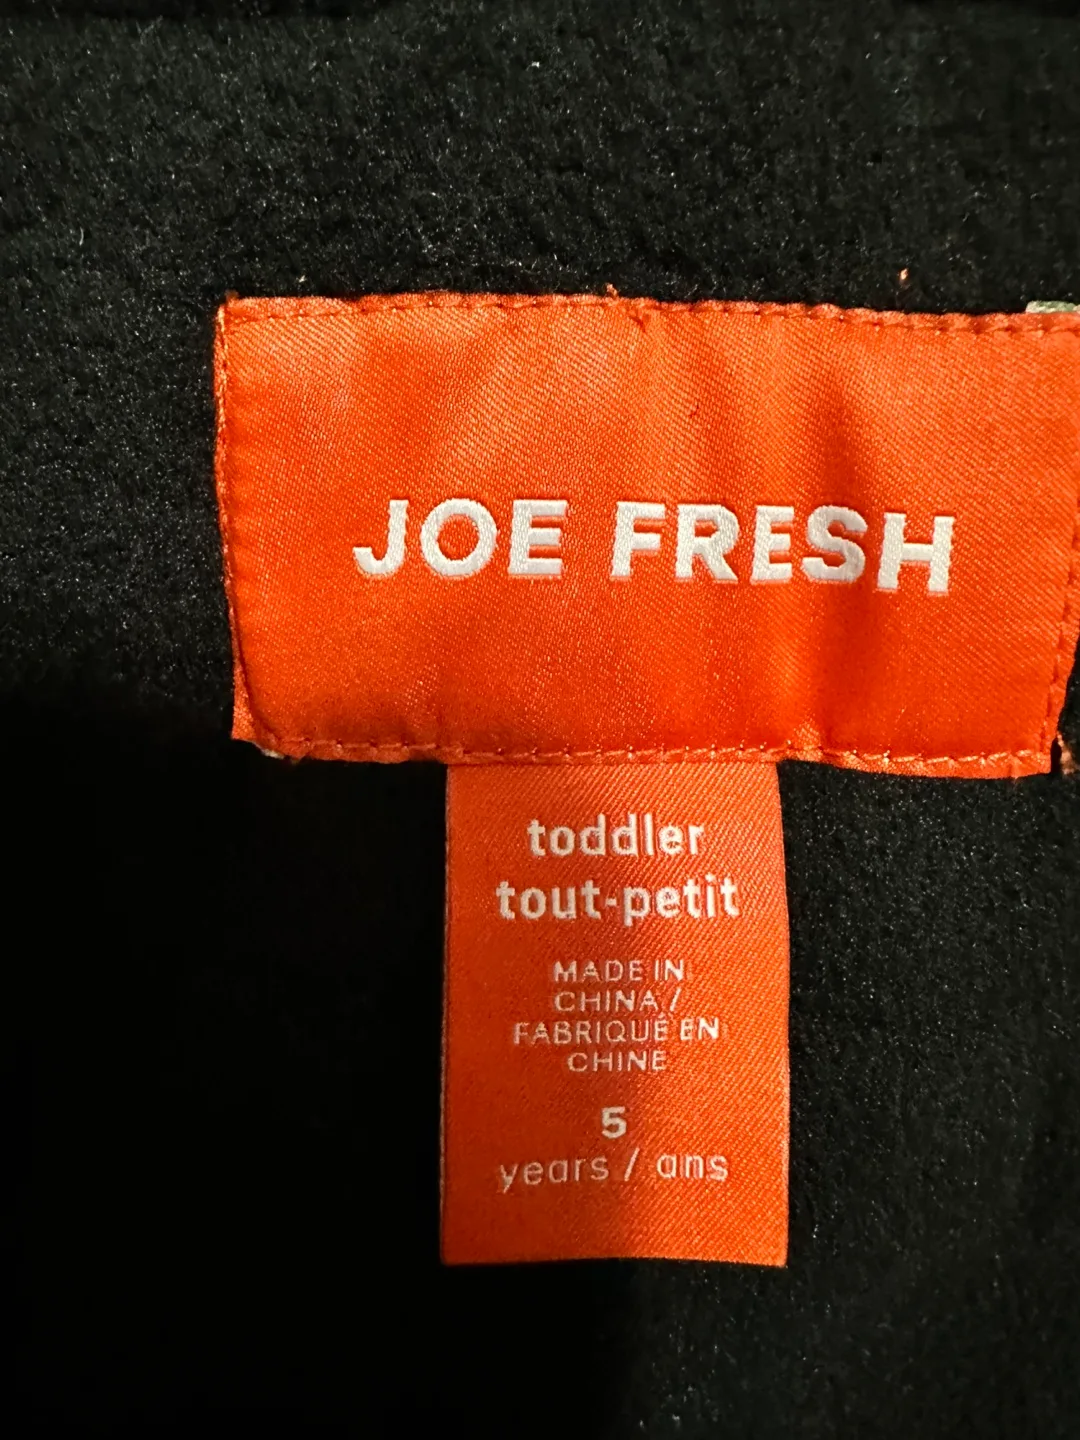 JOE FRESH
toddler
tout-petit
MADE IN
CHINA /
FABRIQUÉ EN
CHINE
5
years / ans